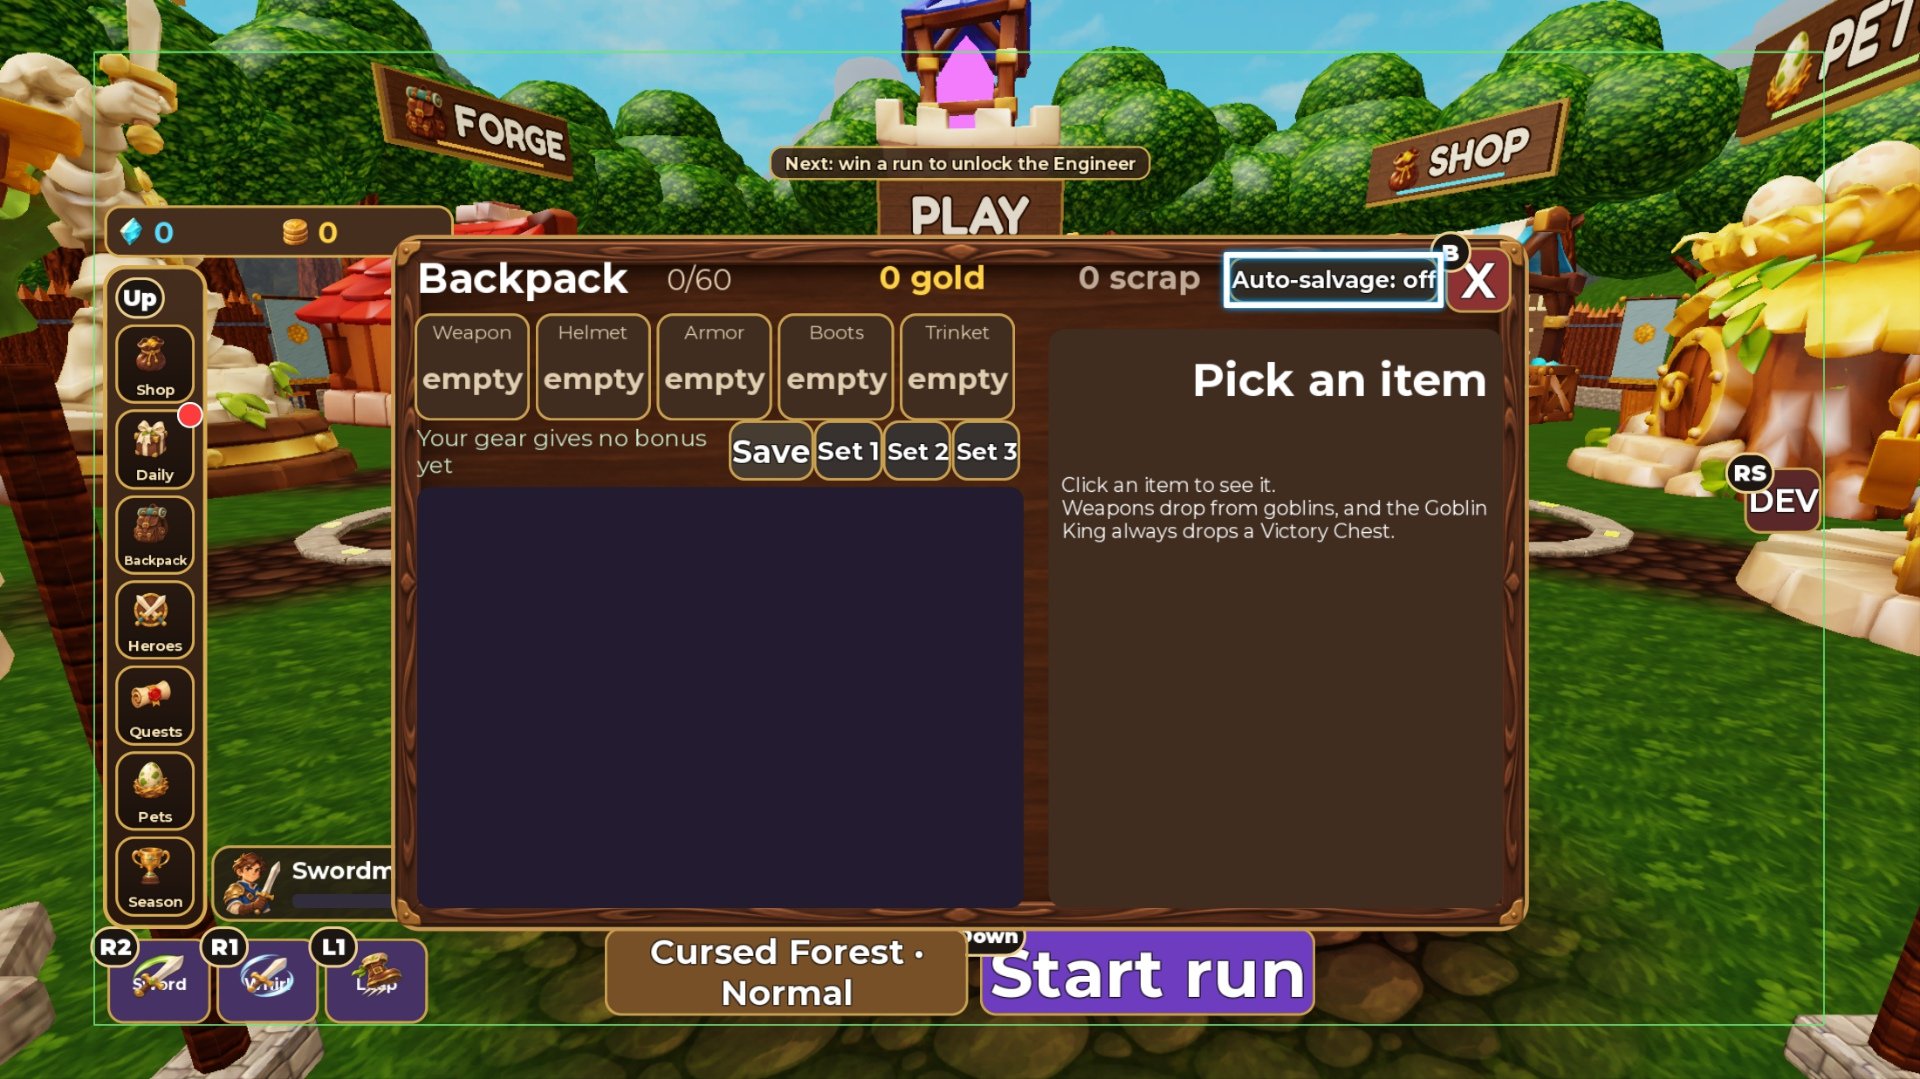 FORGE
PET
SHOP
Next: win a run to unlock the Engineer
PLAY
0
0
Backpack
0/60
0 gold
0 scrap
Auto-salvage: off
B
X
Up
Shop
Daily
Backpack
Heroes
Quests
Pets
Season
Weapon
empty
Helmet
empty
Armor
empty
Boots
empty
Trinket
empty
Your gear gives no bonus
yet
Save
Set 1
Set 2
Set 3
Pick an item
Click an item to see it.
Weapons drop from goblins, and the Goblin
King always drops a Victory Chest.
RS
DEV
Swordm
R2
Sword
R1
Whirl
L1
Leap
Cursed Forest ·
Normal
Down
Start run